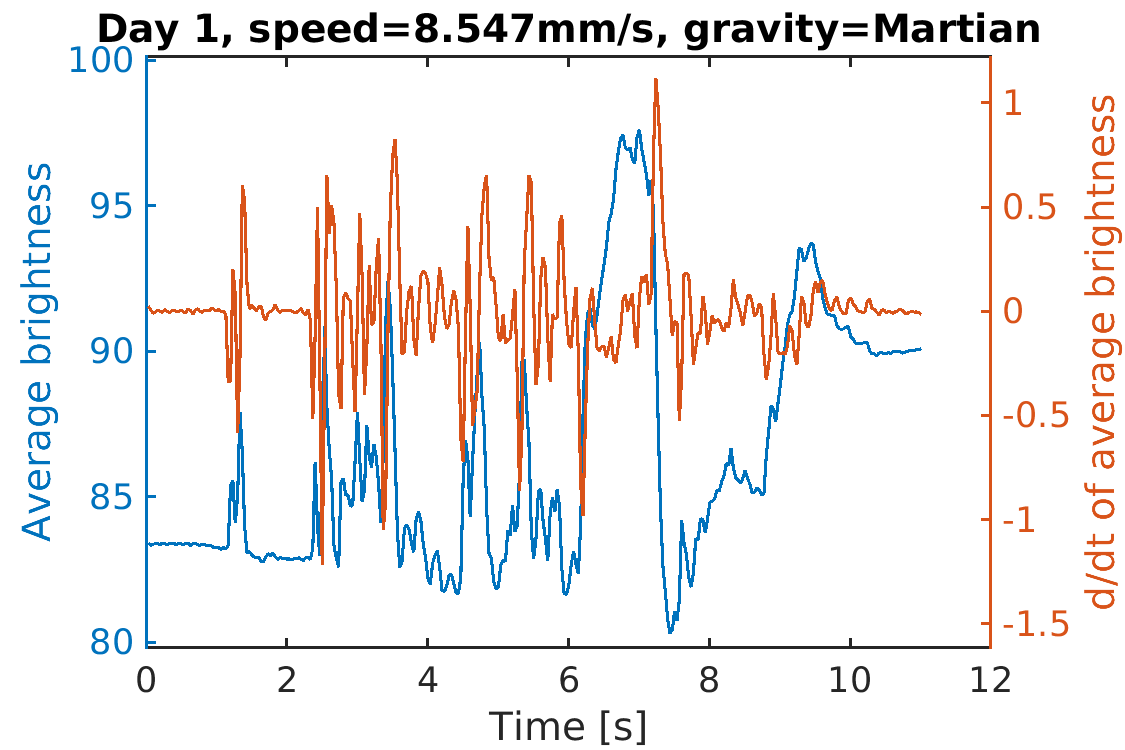 Day 1, speed=8.547mm/s, gravity=Martian
100
95
90
85
80
Average brightness
1
0.5
0
-0.5
-1
-1.5
d/dt of average brightness
0 2 4 6 8 10 12
Time [s]